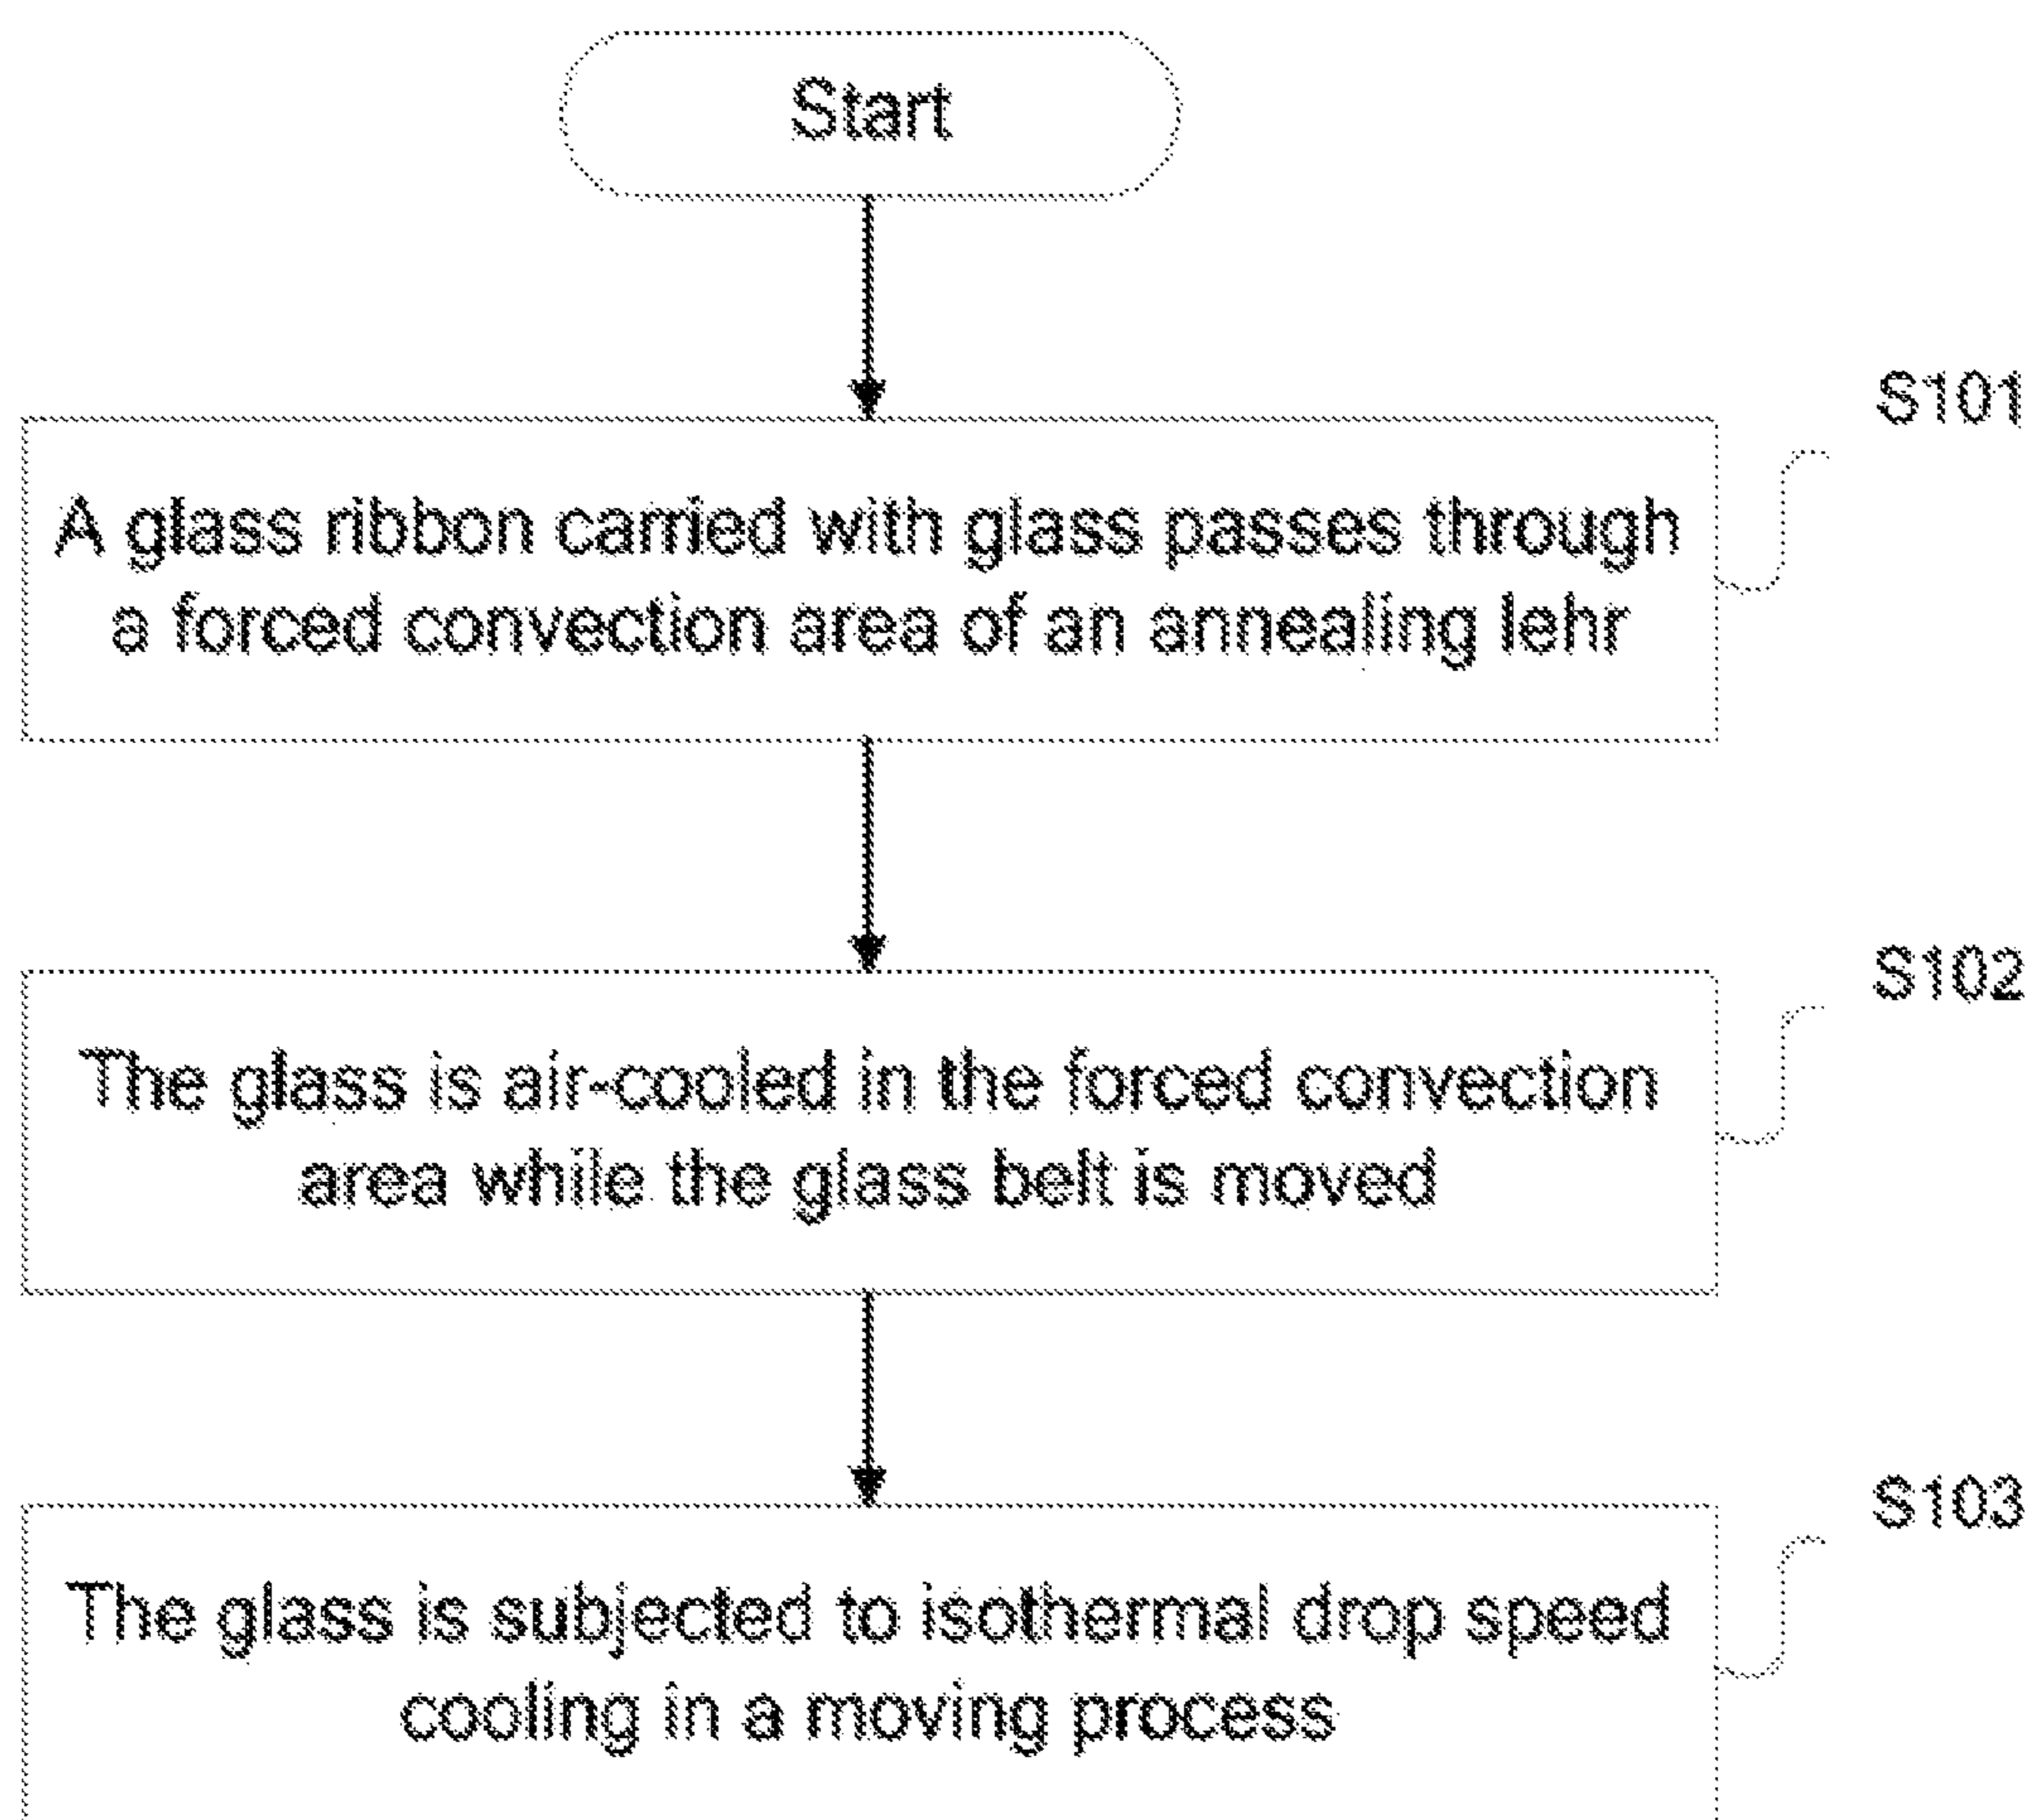 Start
S101
A glass ribbon carried with glass passes through
a forced convection area of an annealing lehr
S102
The glass is air-cooled in the forced convection
area while the glass belt is moved
S103
The glass is subjected to isothermal drop speed
cooling in a moving process